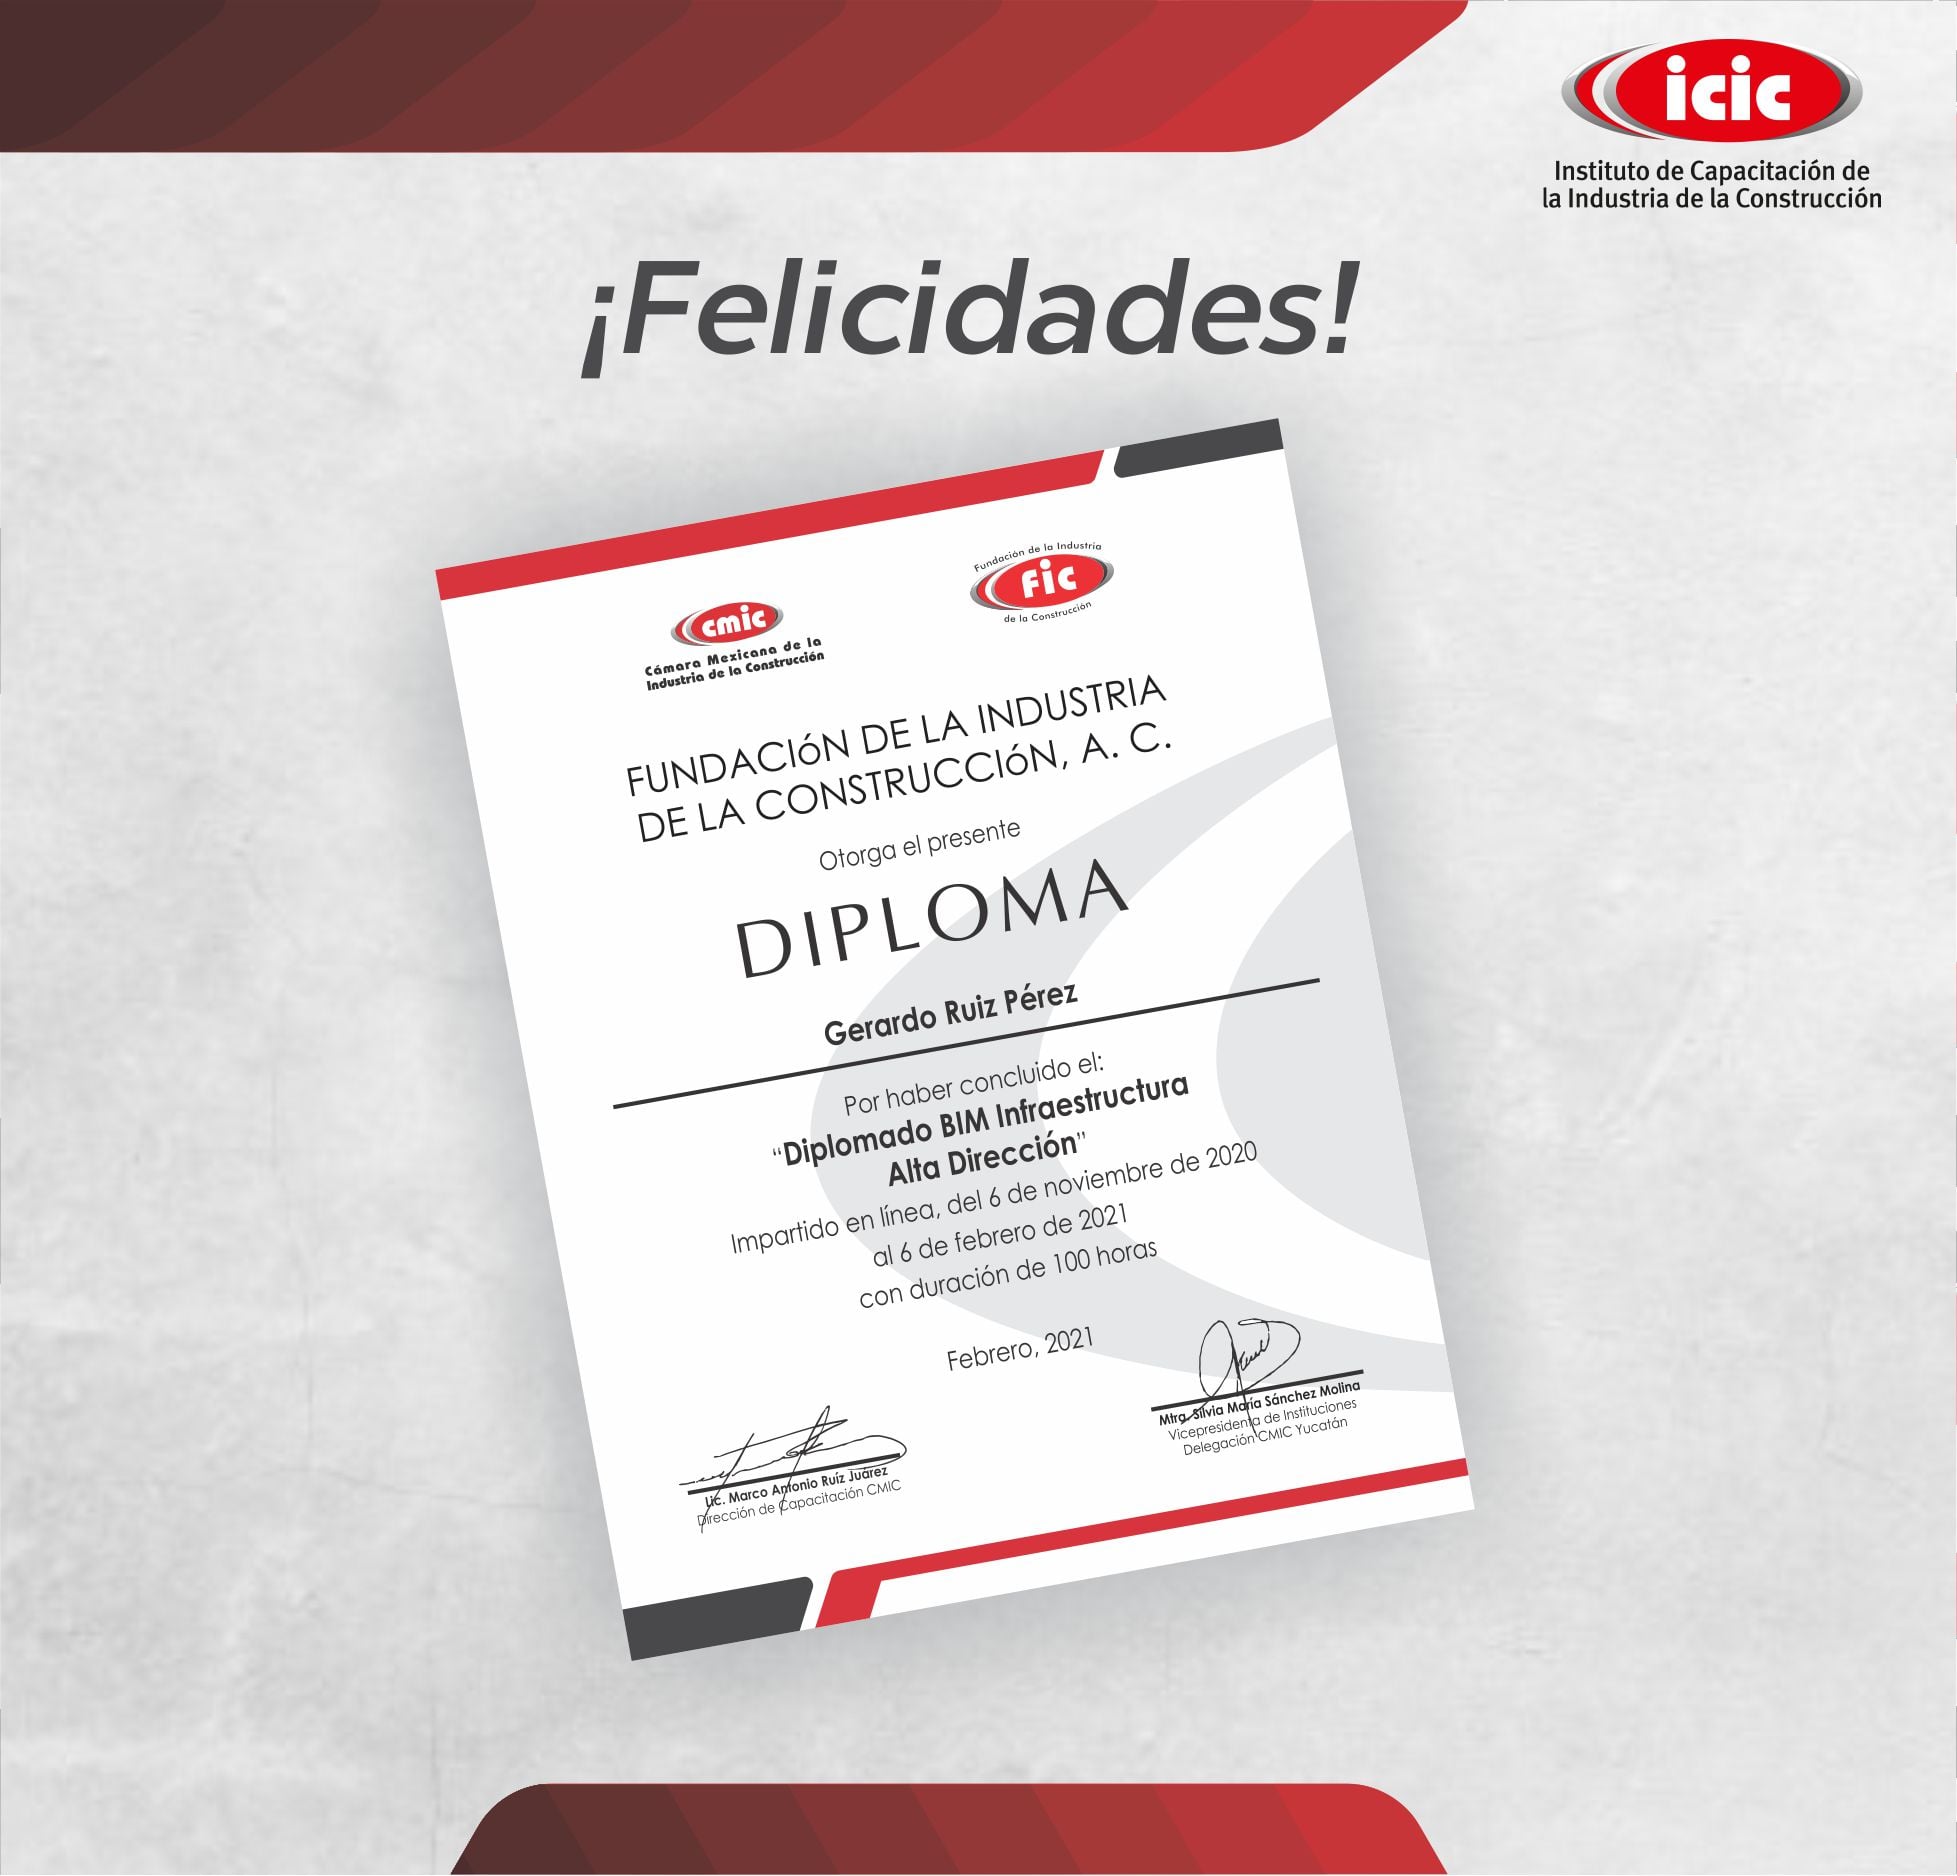 icic
Instituto de Capacitación de
la Industria de la Construcción
¡Felicidades!
cmic
Cámara Mexicana de la
Industria de la Construcción
Fundación de la Industria
Fic
de la Construcción
FUNDACIóN DE LA INDUSTRIA
DE LA CONSTRUCCIóN, A. C.
Otorga el presente
DIPLOMA
Gerardo Ruiz Pérez
Por haber concluido el:
“Diplomado BIM Infraestructura
Alta Dirección”
Impartido en línea, del 6 de noviembre de 2020
al 6 de febrero de 2021
con duración de 100 horas
Febrero, 2021
Lic. Marco Antonio Ruíz Juárez
Dirección de Capacitación CMIC
Mtra. Silvia María Sánchez Molina
Vicepresidenta de Instituciones
Delegación CMIC Yucatán